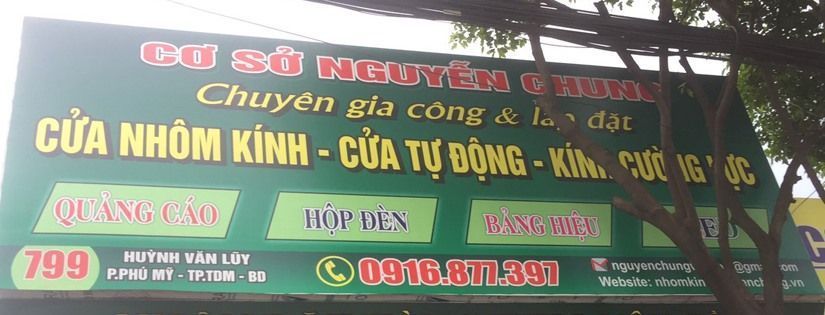 CƠ SỞ NGUYỄN CHUNG
Chuyên gia công & lắp đặt
CỬA NHÔM KÍNH - CỬA TỰ ĐỘNG - KÍNH CƯỜNG LỰC
QUẢNG CÁO HỘP ĐÈN BẢNG HIỆU
799 HUỲNH VĂN LŨY
P.PHÚ MỸ - TP.TDM - BD
0916.877.397
Website: